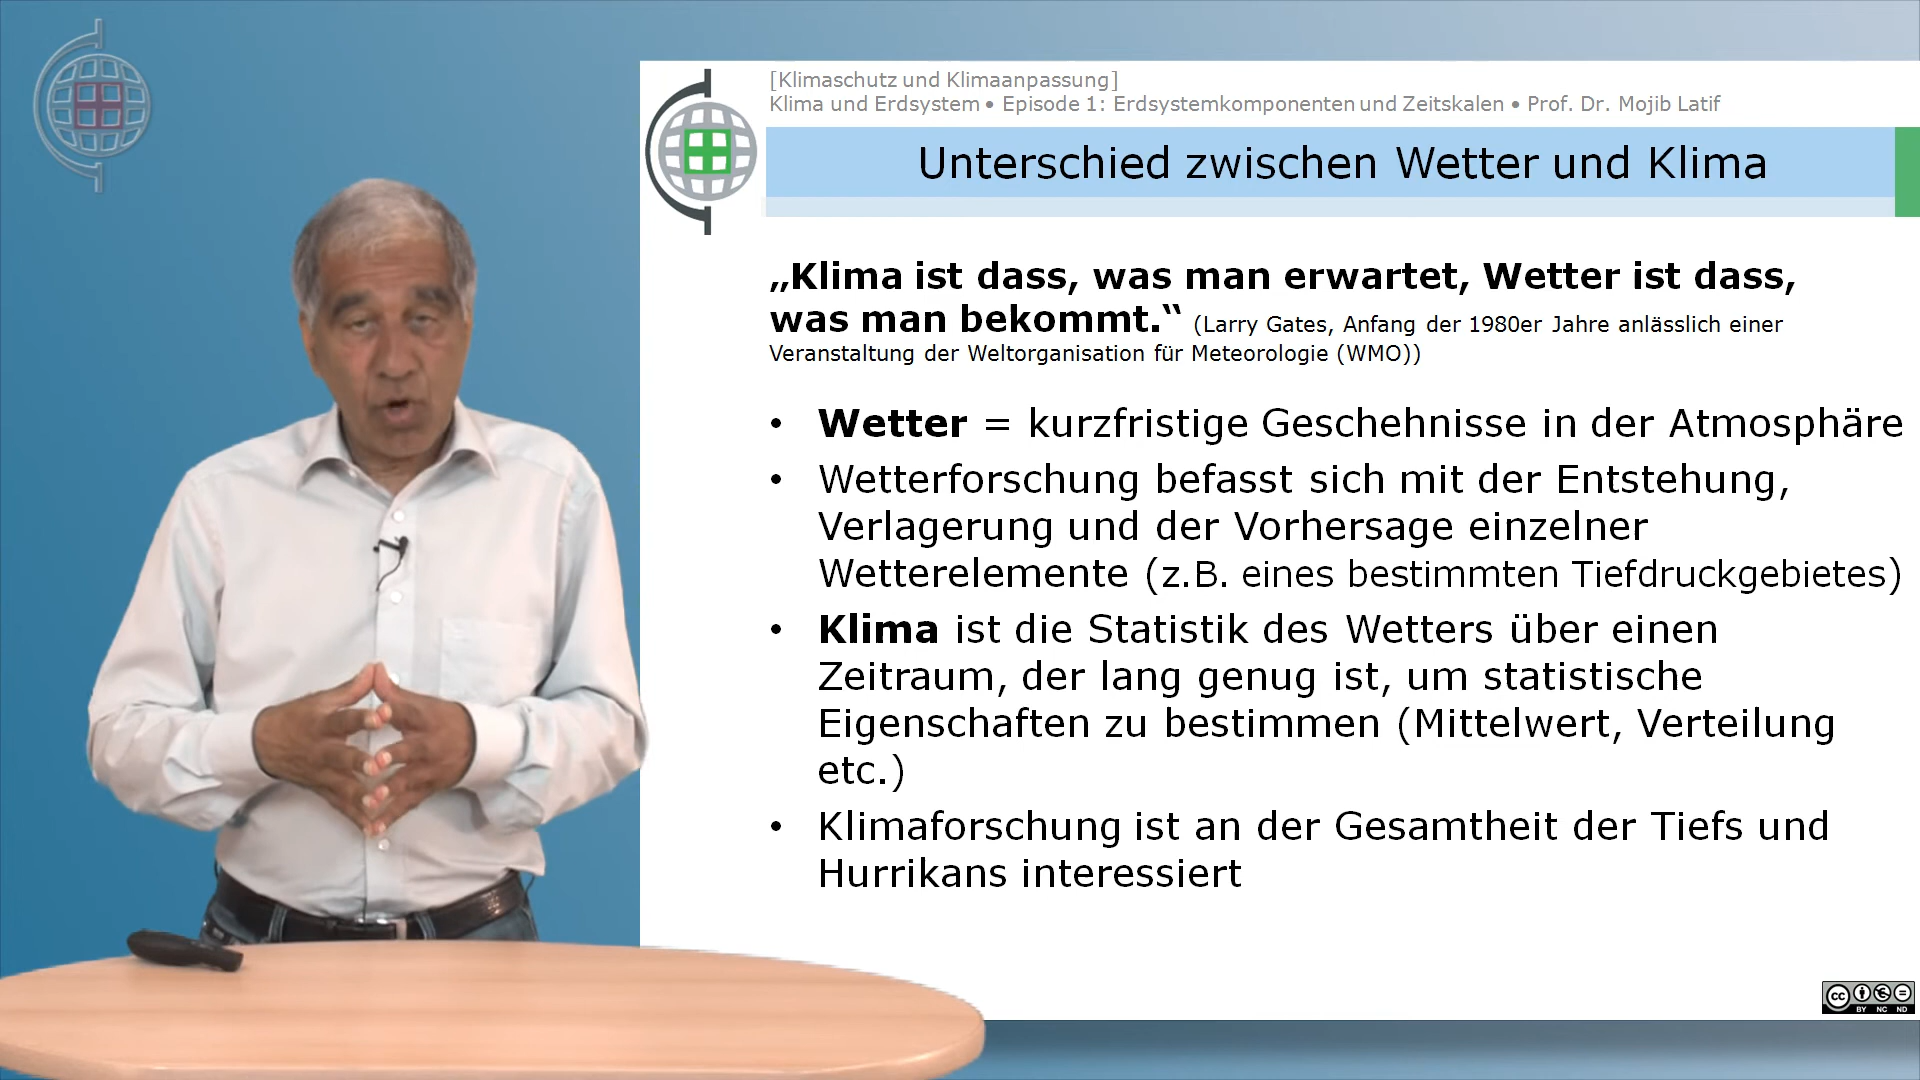 [Klimaschutz und Klimaanpassung]
Klima und Erdsystem • Episode 1: Erdsystemkomponenten und Zeitskalen • Prof. Dr. Mojib Latif
Unterschied zwischen Wetter und Klima
„Klima ist dass, was man erwartet, Wetter ist dass,
was man bekommt.“ (Larry Gates, Anfang der 1980er Jahre anlässlich einer
Veranstaltung der Weltorganisation für Meteorologie (WMO))
• Wetter = kurzfristige Geschehnisse in der Atmosphäre
• Wetterforschung befasst sich mit der Entstehung,
Verlagerung und der Vorhersage einzelner
Wetterelemente (z.B. eines bestimmten Tiefdruckgebietes)
• Klima ist die Statistik des Wetters über einen
Zeitraum, der lang genug ist, um statistische
Eigenschaften zu bestimmen (Mittelwert, Verteilung
etc.)
• Klimaforschung ist an der Gesamtheit der Tiefs und
Hurrikans interessiert
cc
BY NC ND